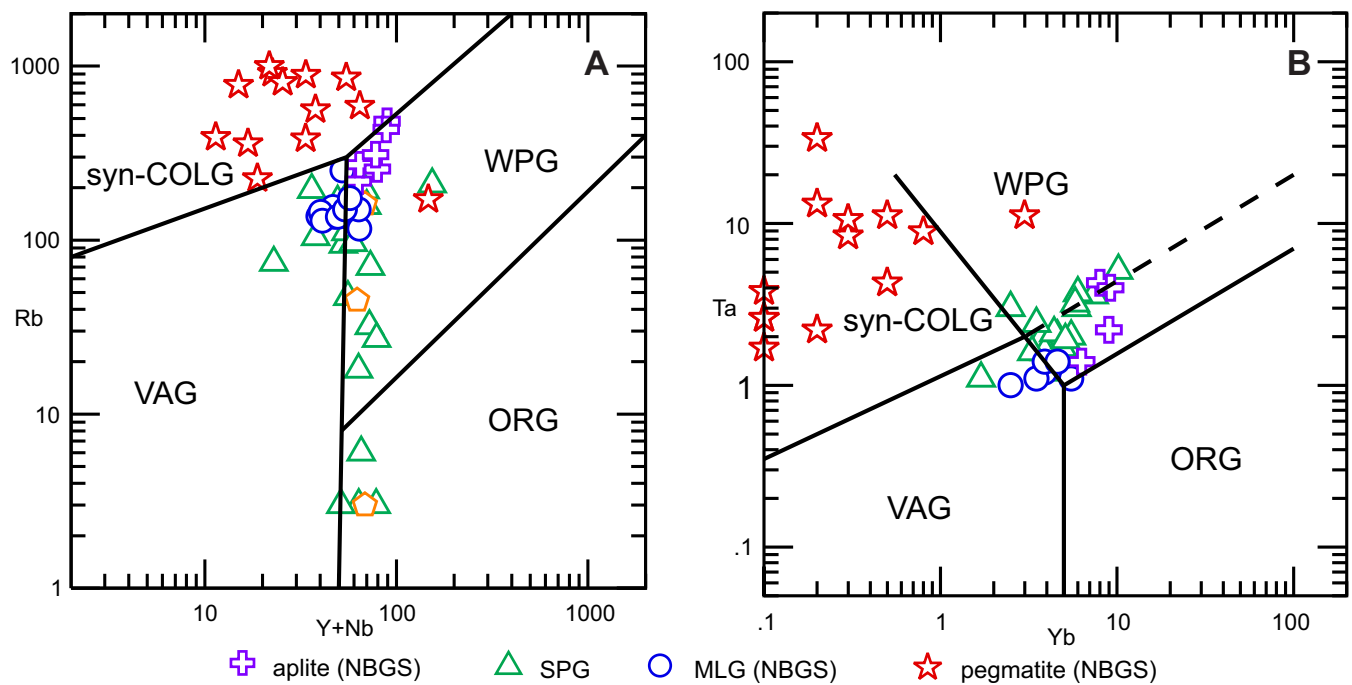 1000
100
10
1
Rb
10
100
1000
Y+Nb
A
syn-COLG
WPG
VAG
ORG
100
10
1
.1
Ta
.1
1
10
100
Yb
B
WPG
syn-COLG
VAG
ORG
aplite (NBGS)
SPG
MLG (NBGS)
pegmatite (NBGS)